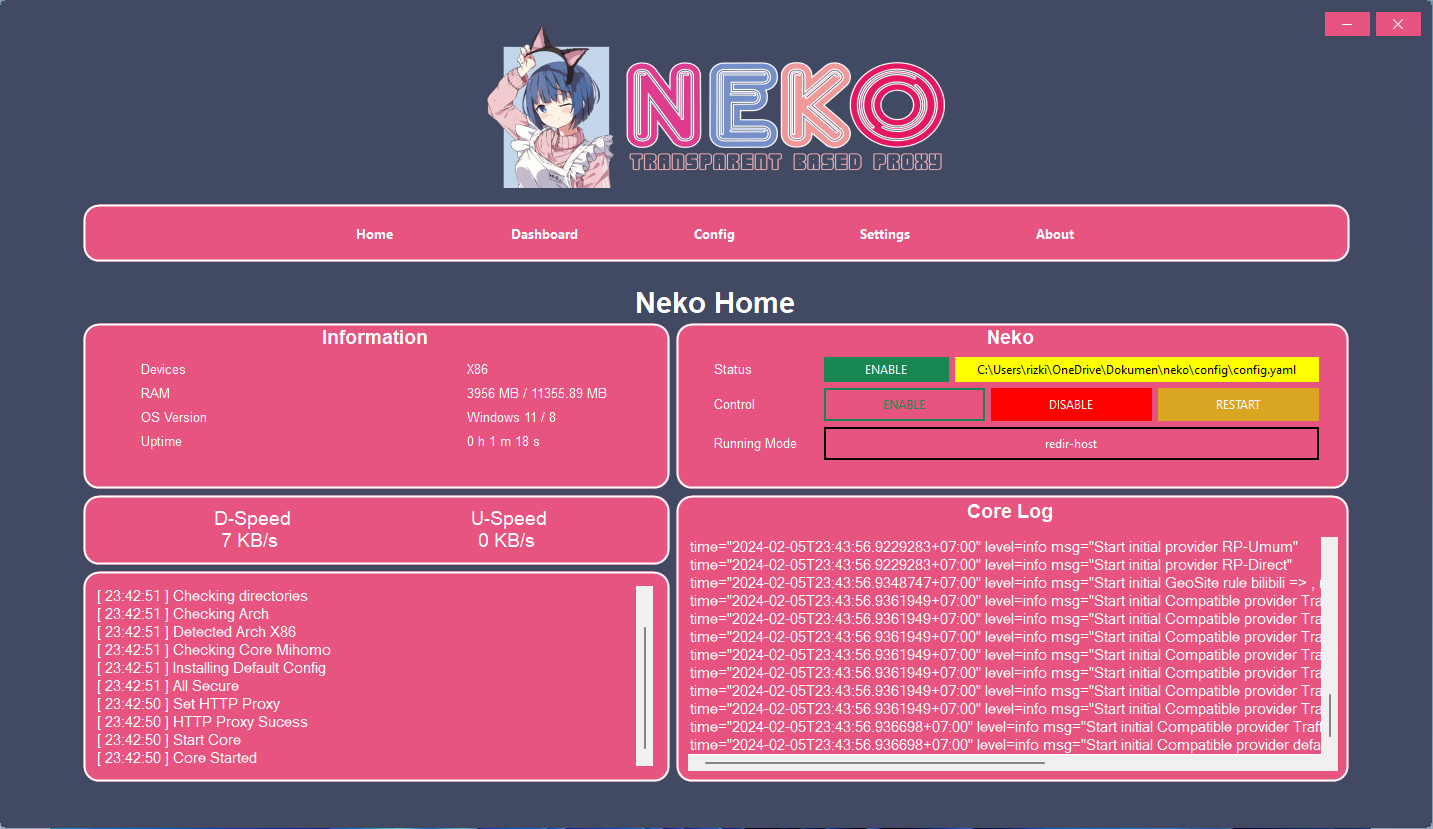 NEKO
TRANSPARENT BASED PROXY
Home Dashboard Config Settings About
Neko Home
Information
Devices X86
RAM 3956 MB / 11355.89 MB
OS Version Windows 11 / 8
Uptime 0 h 1 m 18 s
Neko
Status ENABLE C:\Users\rizki\OneDrive\Dokumen\neko\config\config.yaml
Control ENABLE DISABLE RESTART
Running Mode redir-host
D-Speed U-Speed
7 KB/s 0 KB/s
[ 23:42:51 ] Checking directories
[ 23:42:51 ] Checking Arch
[ 23:42:51 ] Detected Arch X86
[ 23:42:51 ] Checking Core Mihomo
[ 23:42:51 ] Installing Default Config
[ 23:42:51 ] All Secure
[ 23:42:50 ] Set HTTP Proxy
[ 23:42:50 ] HTTP Proxy Sucess
[ 23:42:50 ] Start Core
[ 23:42:50 ] Core Started
Core Log
time="2024-02-05T23:43:56.9229283+07:00" level=info msg="Start initial provider RP-Umum"
time="2024-02-05T23:43:56.9229283+07:00" level=info msg="Start initial provider RP-Direct"
time="2024-02-05T23:43:56.9348747+07:00" level=info msg="Start initial GeoSite rule bilibili => ,
time="2024-02-05T23:43:56.9361949+07:00" level=info msg="Start initial Compatible provider Tra
time="2024-02-05T23:43:56.9361949+07:00" level=info msg="Start initial Compatible provider Tra
time="2024-02-05T23:43:56.9361949+07:00" level=info msg="Start initial Compatible provider Tra
time="2024-02-05T23:43:56.9361949+07:00" level=info msg="Start initial Compatible provider Tra
time="2024-02-05T23:43:56.9361949+07:00" level=info msg="Start initial Compatible provider Tra
time="2024-02-05T23:43:56.9361949+07:00" level=info msg="Start initial Compatible provider Tra
time="2024-02-05T23:43:56.9361949+07:00" level=info msg="Start initial Compatible provider Tra
time="2024-02-05T23:43:56.936698+07:00" level=info msg="Start initial Compatible provider Traf
time="2024-02-05T23:43:56.936698+07:00" level=info msg="Start initial Compatible provider defa